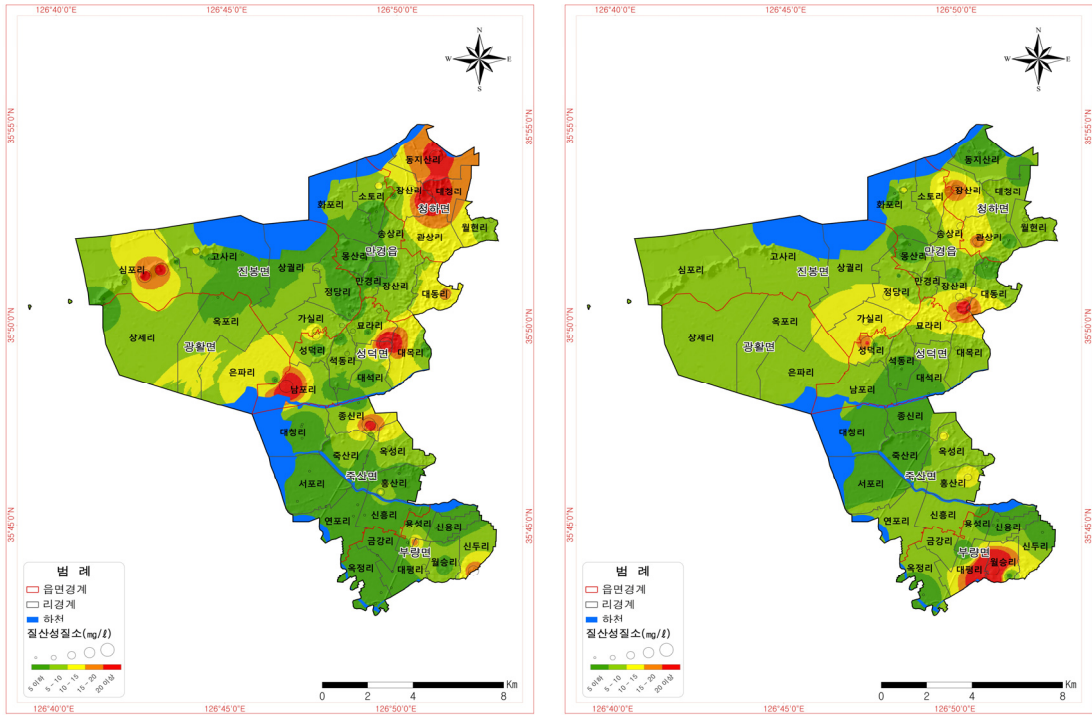 126°40'0"E 126°45'0"E 126°50'0"E
N
W E
S
35°55'0"N
35°50'0"N
35°45'0"N
동지산리
장산리
대청리
소토리
청하면
화포리
월현리
송상리
관상리
만경읍
고사리
심포리
진봉면
상궐리
몽산리
만경리
장산리
정당리
대동리
옥포리
가실리
묘라리
상세리
광활면
성덕리
성덕면
석동리
대목리
은파리
대석리
남포리
종신리
대청리
옥성리
죽산리
죽산면
홍산리
서포리
연포리
신흥리
용성리
신용리
금강리
부량면
신두리
월승리
옥정리
대평리
범 례
읍면경계
리경계
하천
질산성질소(mg/ℓ)
5 이하 5 - 10 10 - 15 15 - 20 20 이상
Km
0 2 4 8
126°40'0"E 126°45'0"E 126°50'0"E
126°40'0"E 126°45'0"E 126°50'0"E
N
W E
S
35°55'0"N
35°50'0"N
35°45'0"N
동지산리
장산리
대청리
소토리
청하면
화포리
월현리
송상리
관상리
만경읍
고사리
심포리
진봉면
상궐리
몽산리
만경리
장산리
정당리
대동리
옥포리
가실리
묘라리
상세리
광활면
성덕리
성덕면
석동리
대목리
은파리
대석리
남포리
종신리
대청리
옥성리
죽산리
죽산면
홍산리
서포리
연포리
신흥리
용성리
신용리
금강리
부량면
신두리
월승리
옥정리
대평리
범 례
읍면경계
리경계
하천
질산성질소(mg/ℓ)
5 이하 5 - 10 10 - 15 15 - 20 20 이상
Km
0 2 4 8
126°40'0"E 126°45'0"E 126°50'0"E